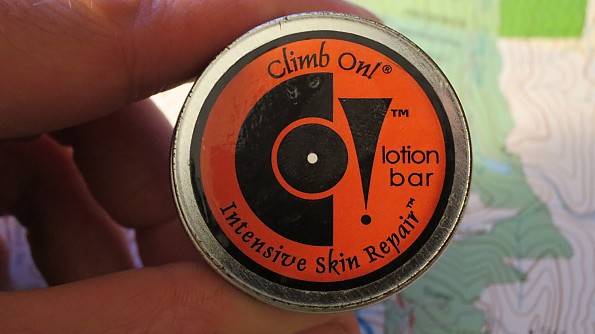 Climb On!®
™
lotion
bar
Intensive Skin Repair™